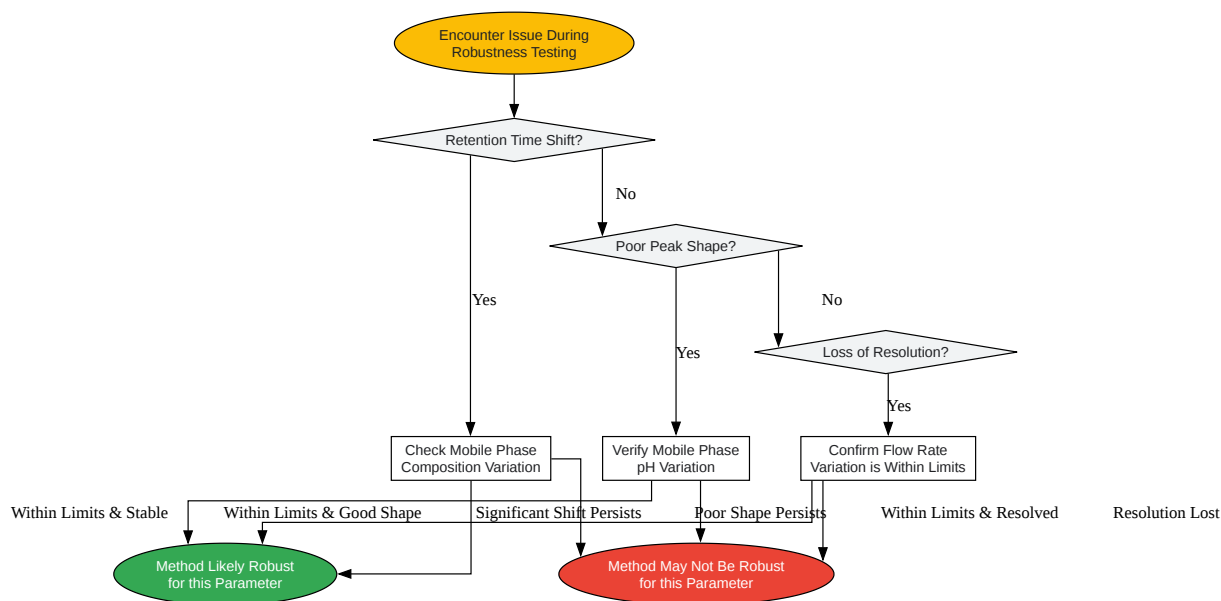 Encounter Issue During
Robustness Testing
Retention Time Shift?
No
Poor Peak Shape?
Yes
No
Yes
Loss of Resolution?
Yes
Check Mobile Phase
Composition Variation
Verify Mobile Phase
pH Variation
Confirm Flow Rate
Variation is Within Limits
Within Limits & Stable
Within Limits & Good Shape
Significant Shift Persists
Poor Shape Persists
Within Limits & Resolved
Resolution Lost
Method Likely Robust
for this Parameter
Method May Not Be Robust
for this Parameter